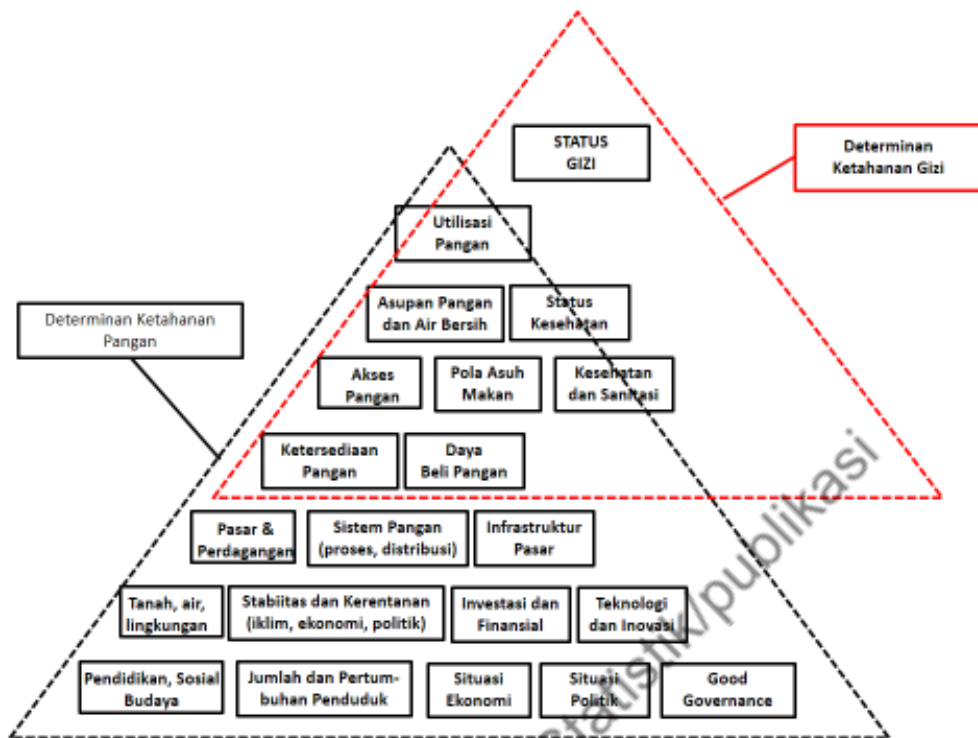 STATUS
GIZI
Determinan
Ketahanan Gizi
Utilisasi
Pangan
Determinan Ketahanan
Pangan
Asupan Pangan
dan Air Bersih
Status
Kesehatan
Akses
Pangan
Pola Asuh
Makan
Kesehatan
dan Sanitasi
Ketersediaan
Pangan
Daya
Beli Pangan
Pasar &
Perdagangan
Sistem Pangan
(proses, distribusi)
Infrastruktur
Pasar
Tanah, air,
lingkungan
Stabiitas dan Kerentanan
(iklim, ekonomi, politik)
Investasi dan
Finansial
Teknologi
dan Inovasi
Pendidikan, Sosial
Budaya
Jumlah dan Pertum-
buhan Penduduk
Situasi
Ekonomi
Situasi
Politik
Good
Governance
Statistik/publikasi